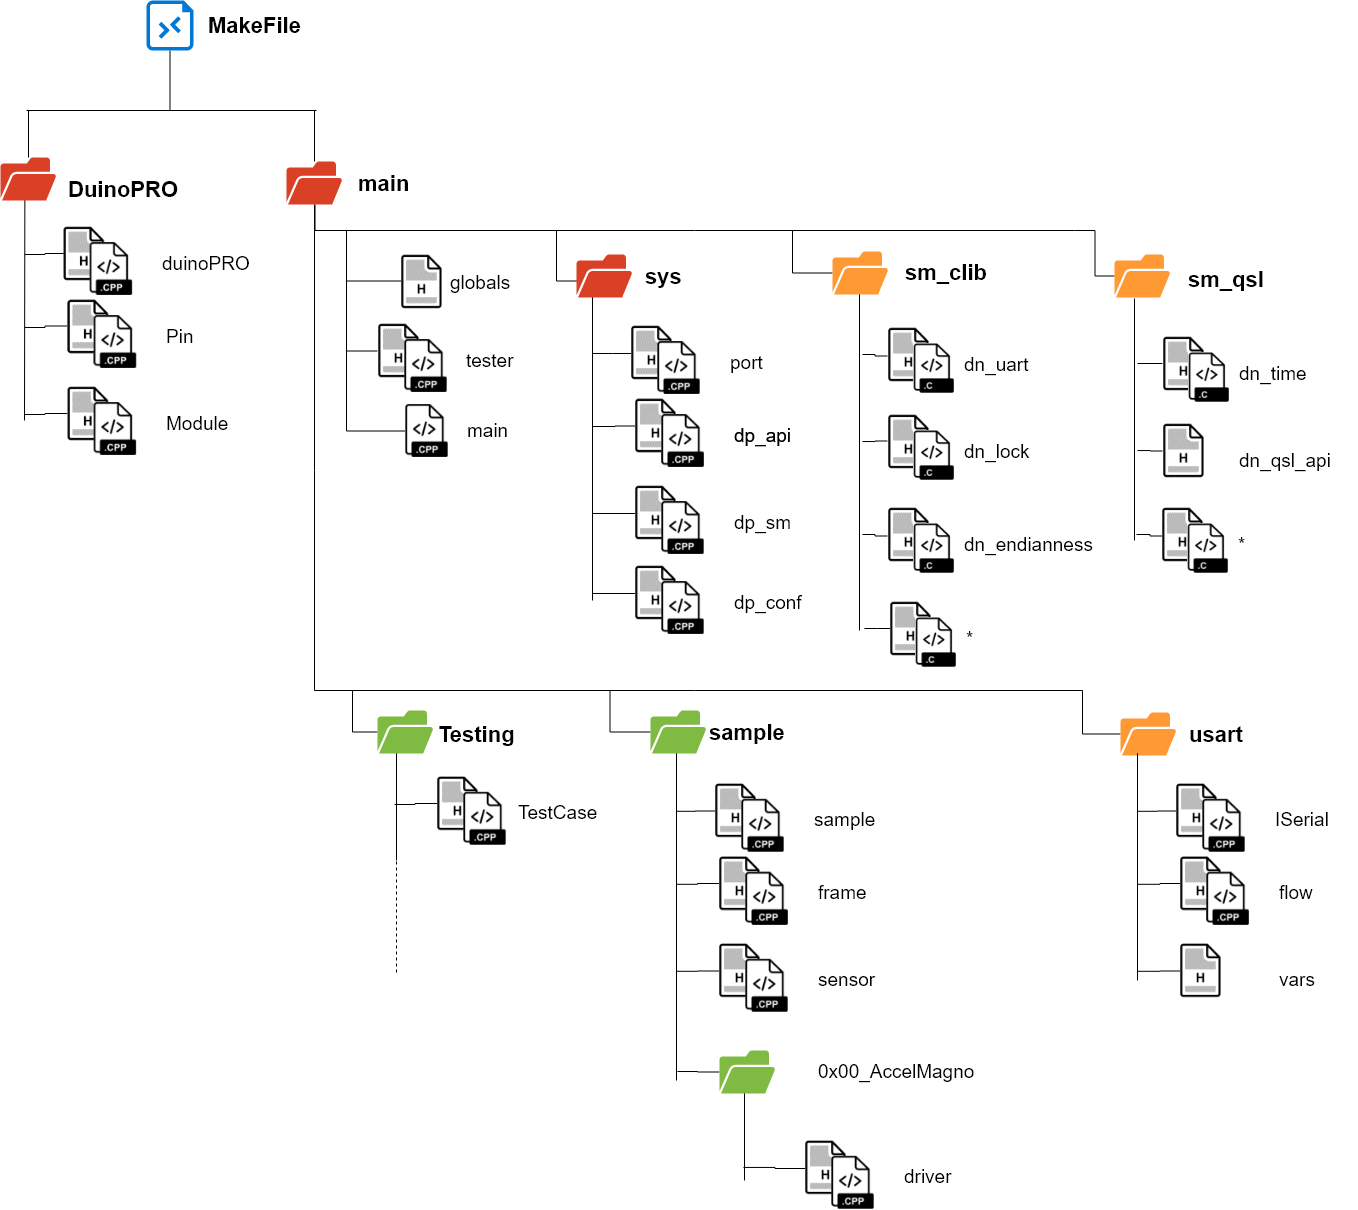 MakeFile
DuinoPRO
main
H
.CPP
duinoPRO
H
.CPP
Pin
H
.CPP
Module
H
globals
H
.CPP
tester
.CPP
main
sys
H
.CPP
port
H
.CPP
dp_api
H
.CPP
dp_sm
H
.CPP
dp_conf
sm_clib
H
.C
dn_uart
H
.C
dn_lock
H
.C
dn_endianness
H
.C
*
sm_qsl
H
.C
dn_time
H
dn_qsl_api
H
.C
*
Testing
H
.CPP
TestCase
sample
H
.CPP
sample
H
.CPP
frame
H
.CPP
sensor
0x00_AccelMagno
H
.CPP
driver
usart
H
.CPP
ISerial
H
.CPP
flow
H
vars